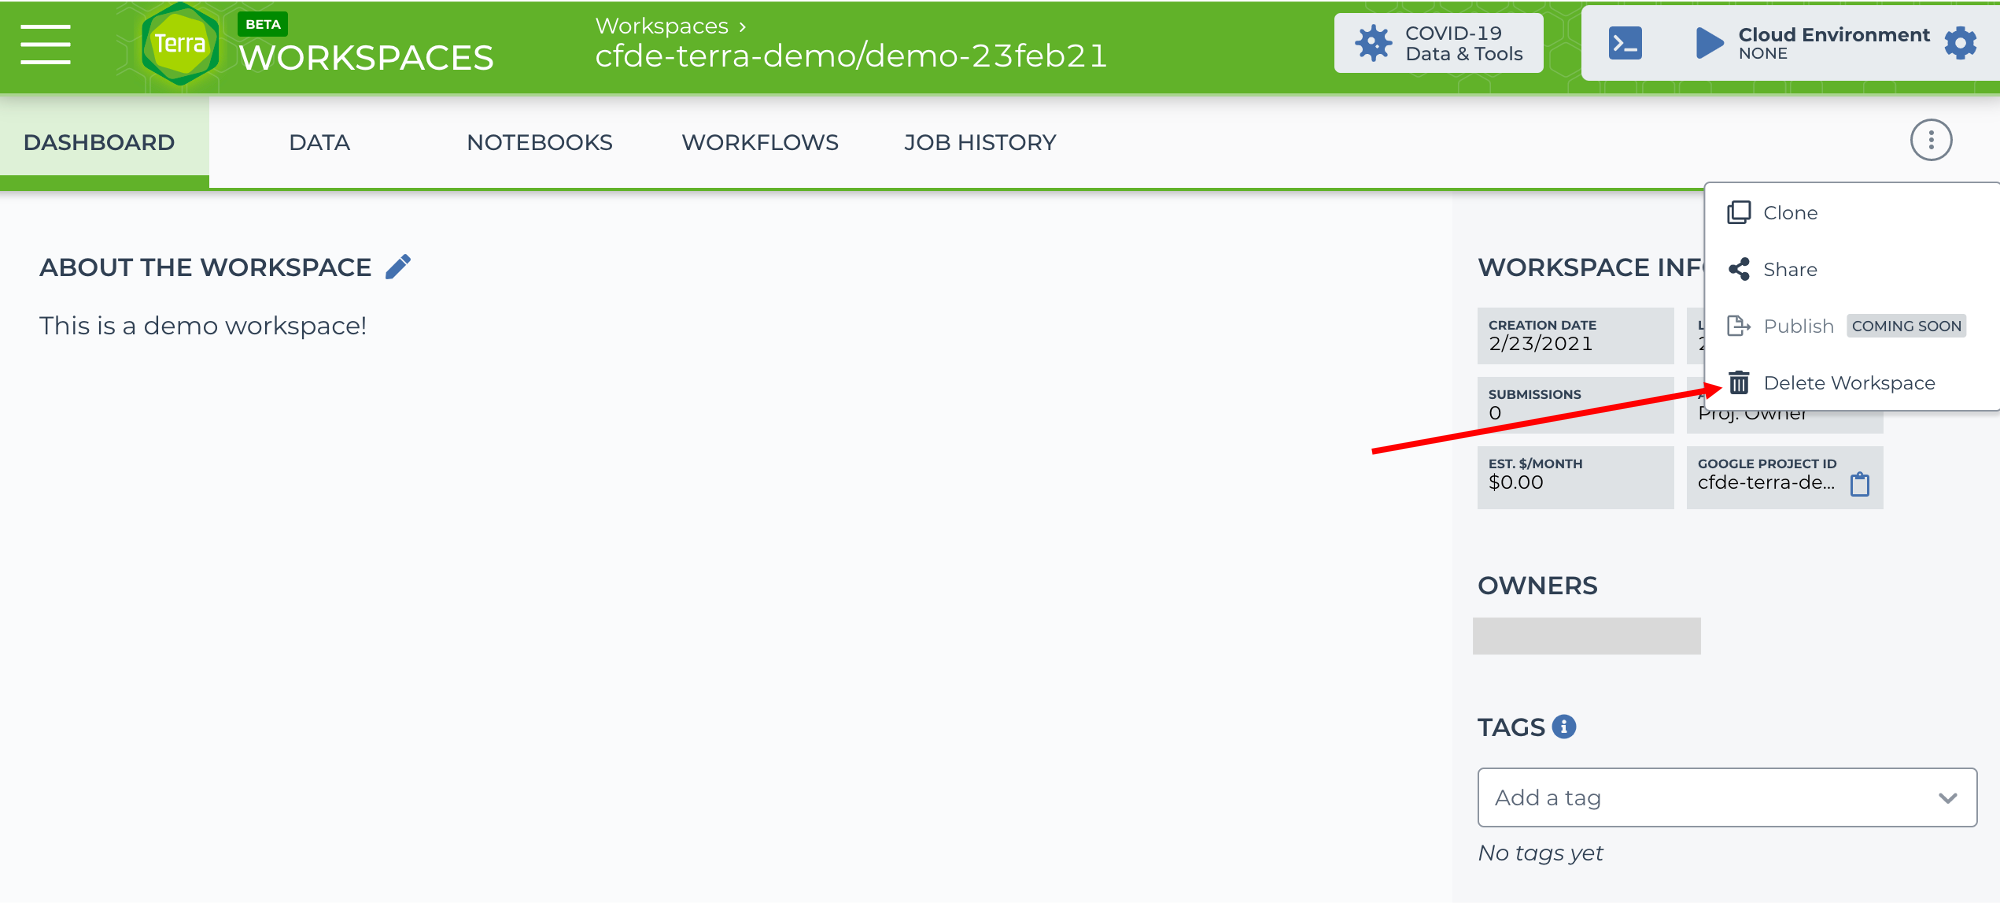 Terra
BETA
WORKSPACES
Workspaces ›
cfde-terra-demo/demo-23feb21
COVID-19
Data & Tools
Cloud Environment
NONE
DASHBOARD
DATA
NOTEBOOKS
WORKFLOWS
JOB HISTORY
Clone
Share
Publish COMING SOON
Delete Workspace
ABOUT THE WORKSPACE
This is a demo workspace!
WORKSPACE INF
CREATION DATE
2/23/2021
SUBMISSIONS
0
Proj. Owner
EST. $/MONTH
$0.00
GOOGLE PROJECT ID
cfde-terra-de...
OWNERS
TAGS
Add a tag
No tags yet